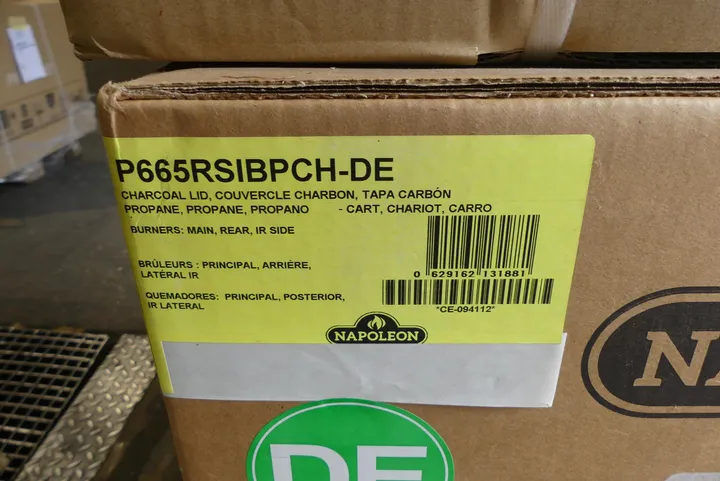 P665RSIBPCH-DE
CHARCOAL LID, COUVERCLE CHARBON, TAPA CARBÓN
PROPANE, PROPANE, PROPANO - CART, CHARIOT, CARRO
BURNERS: MAIN, REAR, IR SIDE
BRÛLEURS : PRINCIPAL, ARRIÉRE,
LATÉRAL IR
QUEMADORES: PRINCIPAL, POSTERIOR,
IR LATERAL
0 629162 131881
*CE-094112*
NAPOLEON
NA
DE